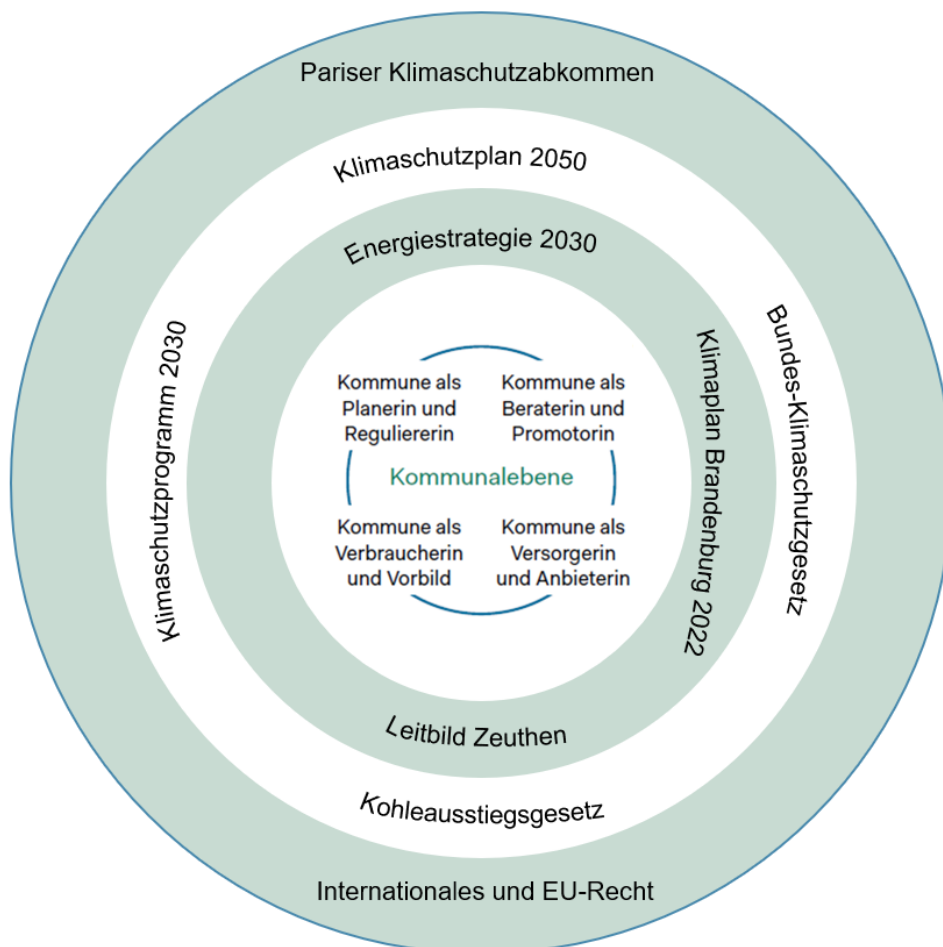 Pariser Klimaschutzabkommen
Klimaschutzplan 2050
Energiestrategie 2030
Klimaschutzprogramm 2030
Bundes-Klimaschutzgesetz
Klimaplan Brandenburg 2022
Kommune als
Planerin und
Reguliererin
Kommune als
Beraterin und
Promotorin
Kommunalebene
Kommune als
Verbraucherin
und Vorbild
Kommune als
Versorgerin
und Anbieterin
Leitbild Zeuthen
Kohleausstiegsgesetz
Internationales und EU-Recht